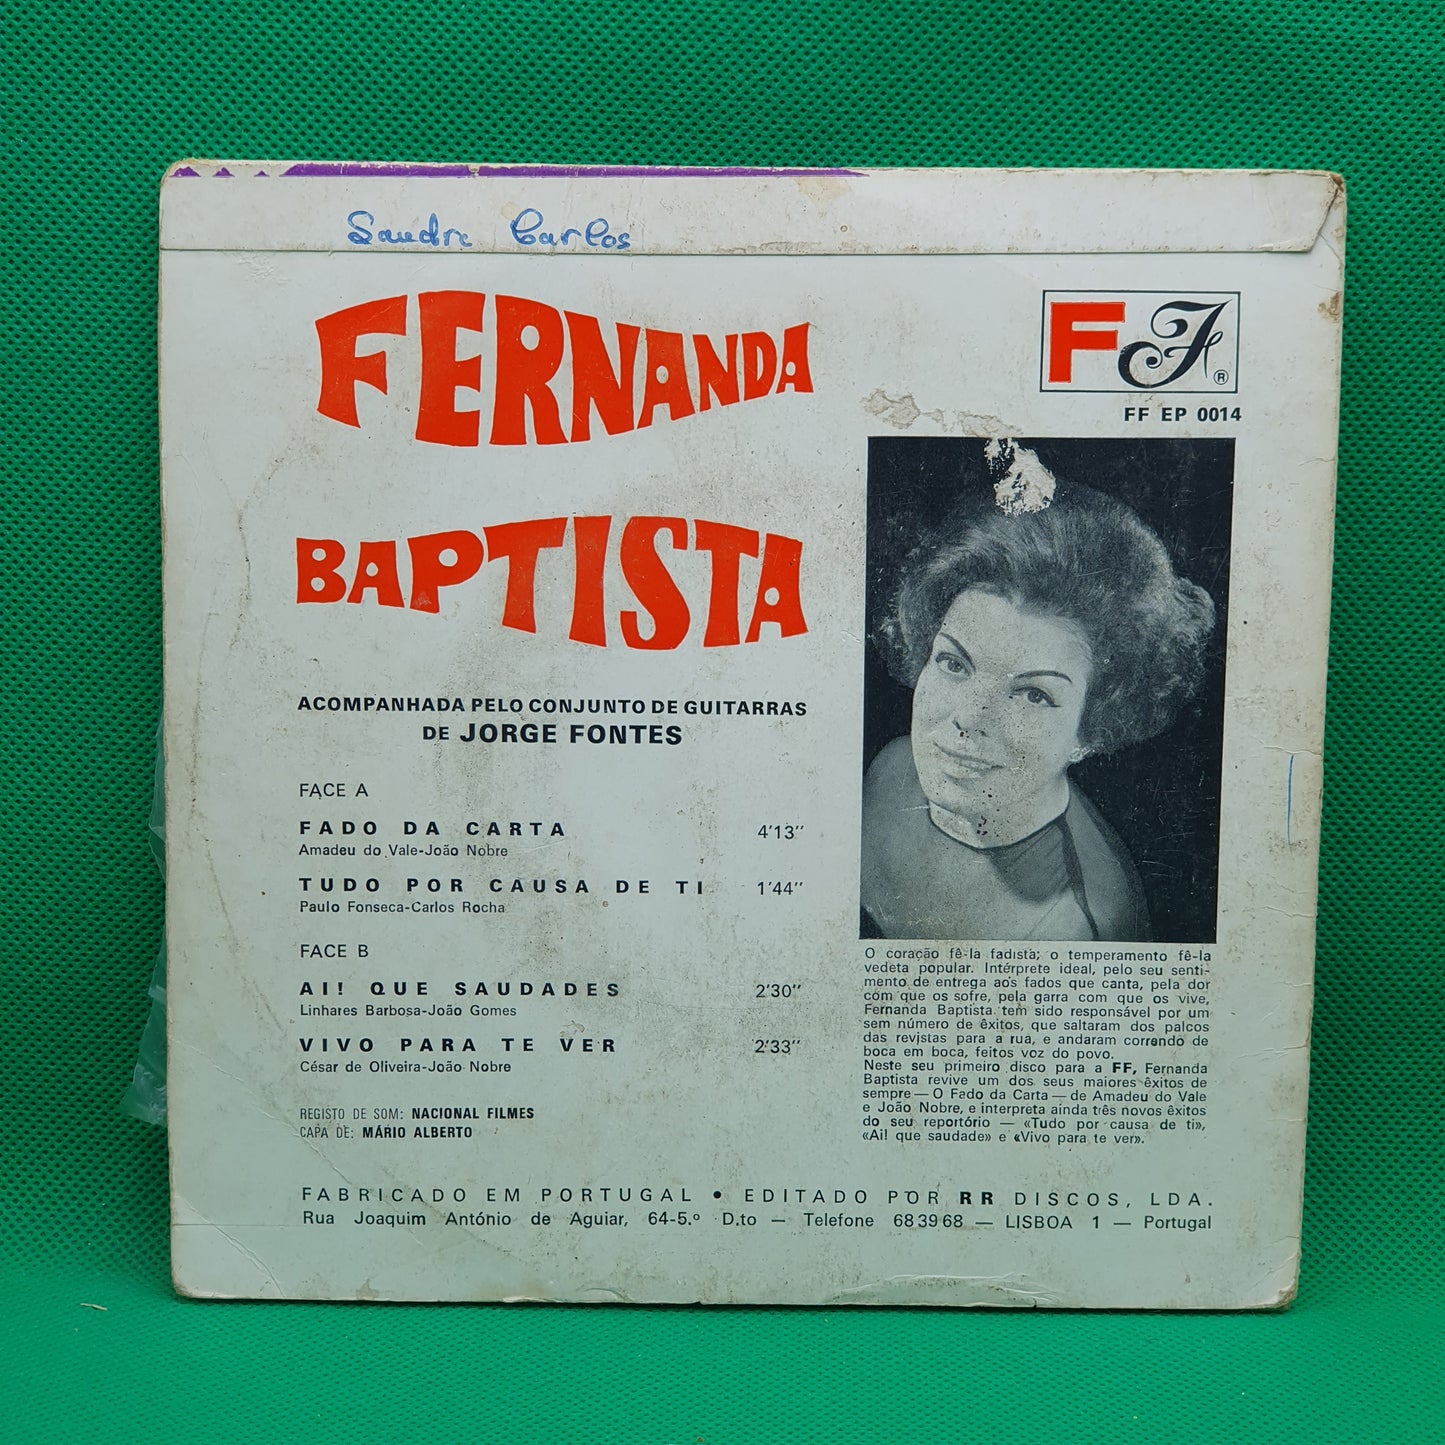 Sandra Carlos
FERNANDA
BAPTISTA
FF®
FF EP 0014
ACOMPANHADA PELO CONJUNTO DE GUITARRAS
DE JORGE FONTES
FACE A
FADO DA CARTA 4'13''
Amadeu do Vale-João Nobre
TUDO POR CAUSA DE TI 1'44''
Paulo Fonseca-Carlos Rocha
FACE B
AI! QUE SAUDADES 2'30''
Linhares Barbosa-João Gomes
VIVO PARA TE VER 2'33''
César de Oliveira-João Nobre
REGISTO DE SOM: NACIONAL FILMES
CAPA DE: MÁRIO ALBERTO
O coração fê-la fadista; o temperamento fê-la
vedeta popular. Intérprete ideal, pelo seu senti-
mento de entrega aos fados que canta, pela dor
com que os sofre, pela garra com que os vive,
Fernanda Baptista tem sido responsável por um
sem número de êxitos, que saltaram dos palcos
das revistas para a rua, e andaram correndo de
boca em boca, feitos voz do povo.
Neste seu primeiro disco para a FF, Fernanda
Baptista revive um dos seus maiores êxitos de
sempre — O Fado da Carta — de Amadeu do Vale
e João Nobre, e interpreta ainda três novos êxitos
do seu reportório — «Tudo por causa de ti»,
«Ai! que saudade» e «Vivo para te ver».
FABRICADO EM PORTUGAL • EDITADO POR RR DISCOS, LDA.
Rua Joaquim António de Aguiar, 64-5.º D.to — Telefone 68 39 68 — LISBOA 1 — Portugal